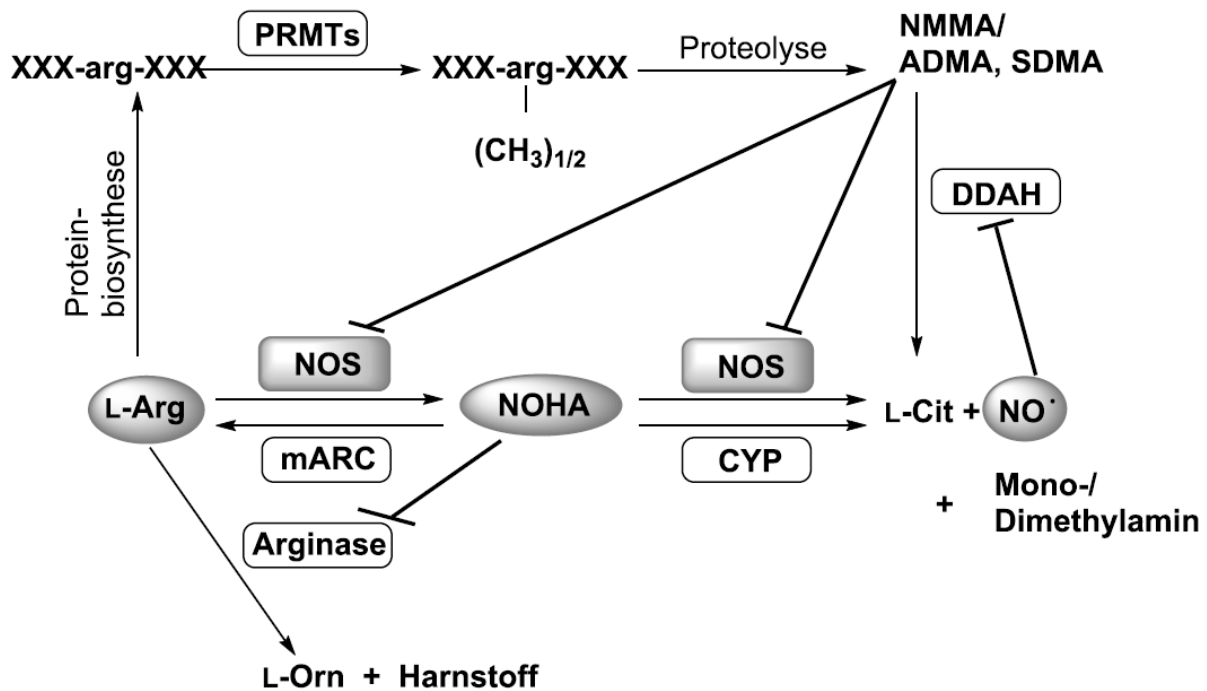 PRMTs
XXX-arg-XXX
XXX-arg-XXX
(CH₃)₁/₂
Proteolyse
NMMA/
ADMA, SDMA
Protein-
biosynthese
DDAH
NOS
NOS
L-Arg
NOHA
L-Cit + NO·
mARC
CYP
+ Mono-/
Dimethylamin
Arginase
L-Orn + Harnstoff